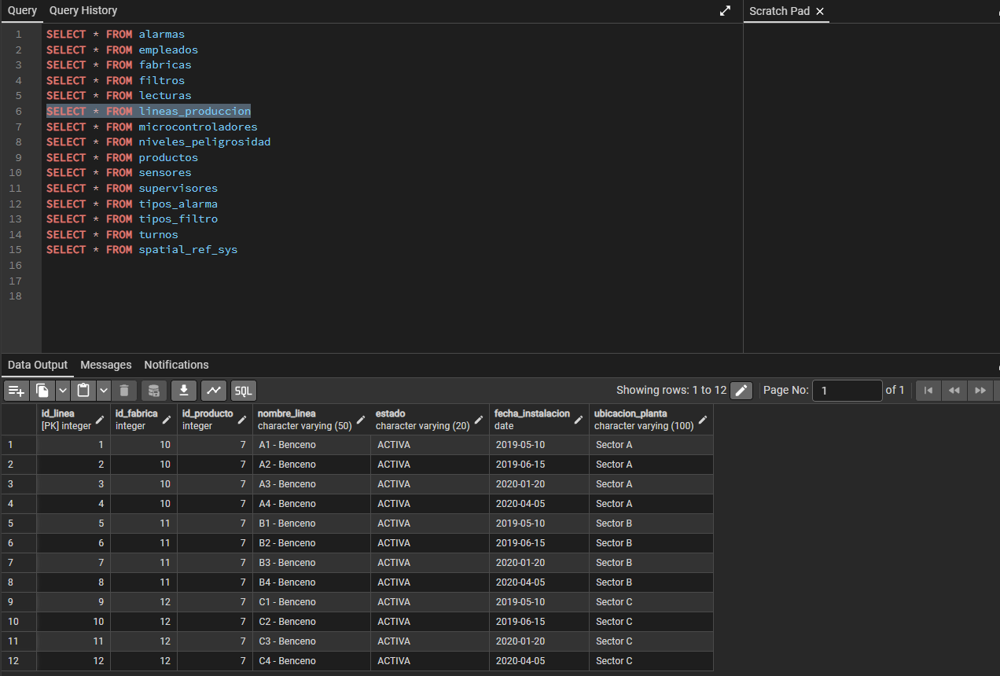 Query Query History
Scratch Pad
1 SELECT * FROM alarmas
2 SELECT * FROM empleados
3 SELECT * FROM fabricas
4 SELECT * FROM filtros
5 SELECT * FROM lecturas
6 SELECT * FROM lineas_produccion
7 SELECT * FROM microcontroladores
8 SELECT * FROM niveles_peligrosidad
9 SELECT * FROM productos
10 SELECT * FROM sensores
11 SELECT * FROM supervisores
12 SELECT * FROM tipos_alarma
13 SELECT * FROM tipos_filtro
14 SELECT * FROM turnos
15 SELECT * FROM spatial_ref_sys
16
17
18
Data Output Messages Notifications
SQL Showing rows: 1 to 12 Page No: 1 of 1
id_linea id_fabrica id_producto nombre_linea estado fecha_instalacion ubicacion_planta
[PK] integer integer integer character varying (50) character varying (20) date character varying (100)
1 1 10 7 A1 - Benceno ACTIVA 2019-05-10 Sector A
2 2 10 7 A2 - Benceno ACTIVA 2019-06-15 Sector A
3 3 10 7 A3 - Benceno ACTIVA 2020-01-20 Sector A
4 4 10 7 A4 - Benceno ACTIVA 2020-04-05 Sector A
5 5 11 7 B1 - Benceno ACTIVA 2019-05-10 Sector B
6 6 11 7 B2 - Benceno ACTIVA 2019-06-15 Sector B
7 7 11 7 B3 - Benceno ACTIVA 2020-01-20 Sector B
8 8 11 7 B4 - Benceno ACTIVA 2020-04-05 Sector B
9 9 12 7 C1 - Benceno ACTIVA 2019-05-10 Sector C
10 10 12 7 C2 - Benceno ACTIVA 2019-06-15 Sector C
11 11 12 7 C3 - Benceno ACTIVA 2020-01-20 Sector C
12 12 12 7 C4 - Benceno ACTIVA 2020-04-05 Sector C